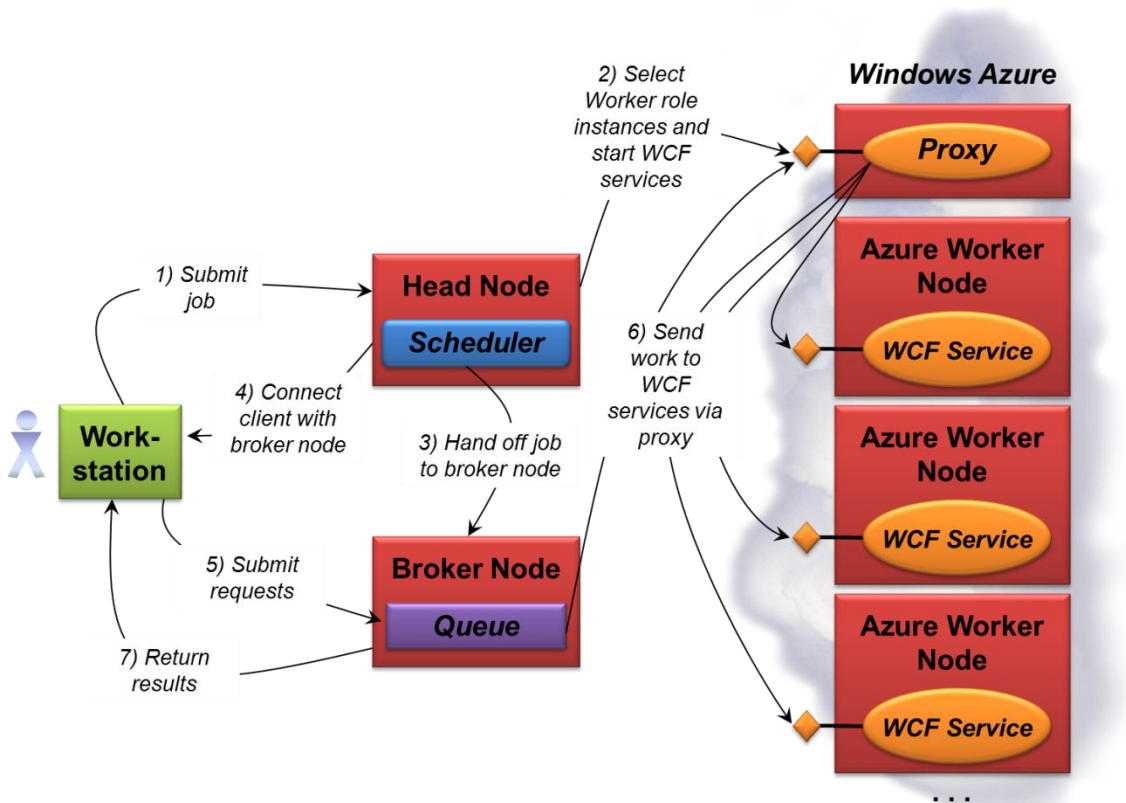 Windows Azure
2) Select
Worker role
instances and
start WCF
services
Proxy
1) Submit
job
Head Node
Scheduler
Azure Worker
Node
WCF Service
4) Connect
client with
broker node
6) Send
work to
WCF
services via
proxy
Work-
station
3) Hand off job
to broker node
Azure Worker
Node
WCF Service
5) Submit
requests
Broker Node
Queue
7) Return
results
Azure Worker
Node
WCF Service
. . .